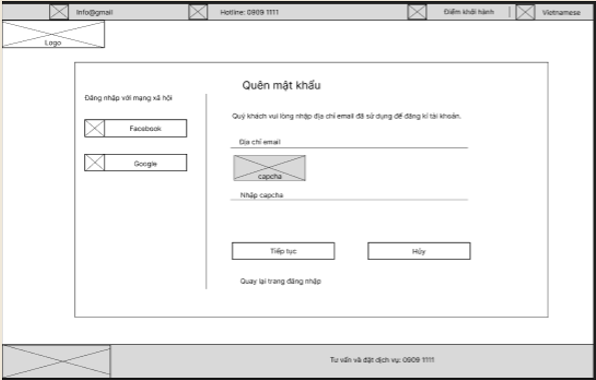 Info@gmail
Hotline: 0909 1111
Điểm khởi hành
Vietnamese
Logo
Đăng nhập với mạng xã hội
Facebook
Google
Quên mật khẩu
Quý khách vui lòng nhập địa chỉ email đã sử dụng để đăng kí tài khoản.
Địa chỉ email
capcha
Nhập capcha
Tiếp tục
Hủy
Quay lại trang đăng nhập
Tư vấn và đặt dịch vụ: 0909 1111